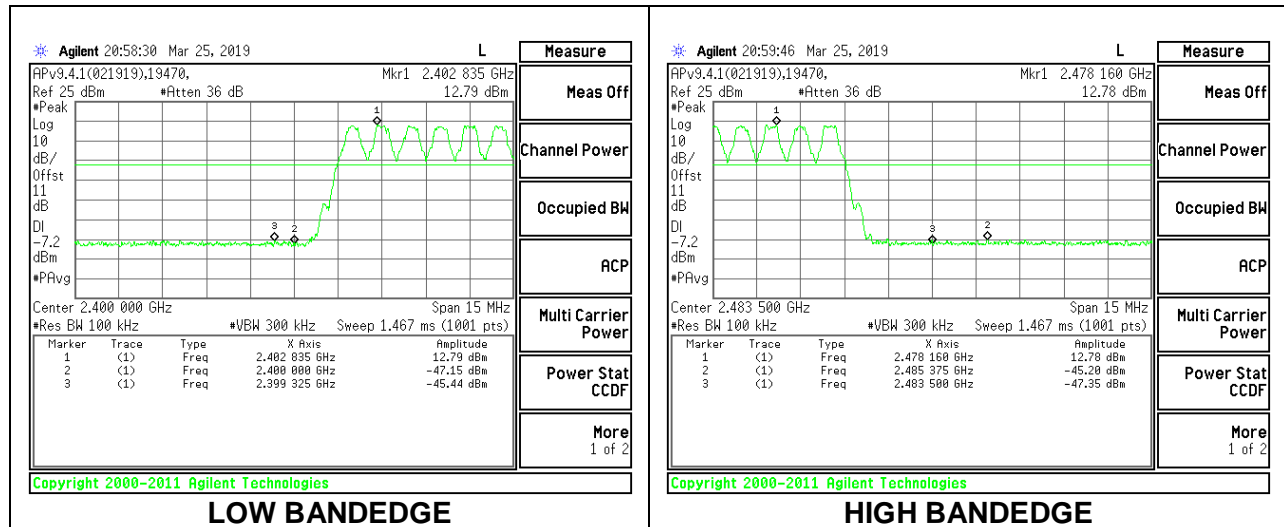 Agilent 20:58:30 Mar 25, 2019 L
APv9.4.1(021919),19470, Mkr1 2.402 835 GHz
Ref 25 dBm #Atten 36 dB 12.79 dBm
#Peak
Log
10
dB/
Offst
11
dB
DI
-7.2
dBm
#PAvg
1
3 2
Center 2.400 000 GHz Span 15 MHz
#Res BW 100 kHz #VBW 300 kHz Sweep 1.467 ms (1001 pts)
Marker Trace Type X Axis Amplitude
1 (1) Freq 2.402 835 GHz 12.79 dBm
2 (1) Freq 2.400 000 GHz -47.15 dBm
3 (1) Freq 2.399 325 GHz -45.44 dBm
Measure
Meas Off
Channel Power
Occupied BW
ACP
Multi Carrier
Power
Power Stat
CCDF
More
1 of 2
Copyright 2000-2011 Agilent Technologies
LOW BANDEDGE
Agilent 20:59:46 Mar 25, 2019 L
APv9.4.1(021919),19470, Mkr1 2.478 160 GHz
Ref 25 dBm #Atten 36 dB 12.78 dBm
#Peak
Log
10
dB/
Offst
11
dB
DI
-7.2
dBm
#PAvg
1
3 2
Center 2.483 500 GHz Span 15 MHz
#Res BW 100 kHz #VBW 300 kHz Sweep 1.467 ms (1001 pts)
Marker Trace Type X Axis Amplitude
1 (1) Freq 2.478 160 GHz 12.78 dBm
2 (1) Freq 2.485 375 GHz -45.20 dBm
3 (1) Freq 2.483 500 GHz -47.35 dBm
Measure
Meas Off
Channel Power
Occupied BW
ACP
Multi Carrier
Power
Power Stat
CCDF
More
1 of 2
Copyright 2000-2011 Agilent Technologies
HIGH BANDEDGE